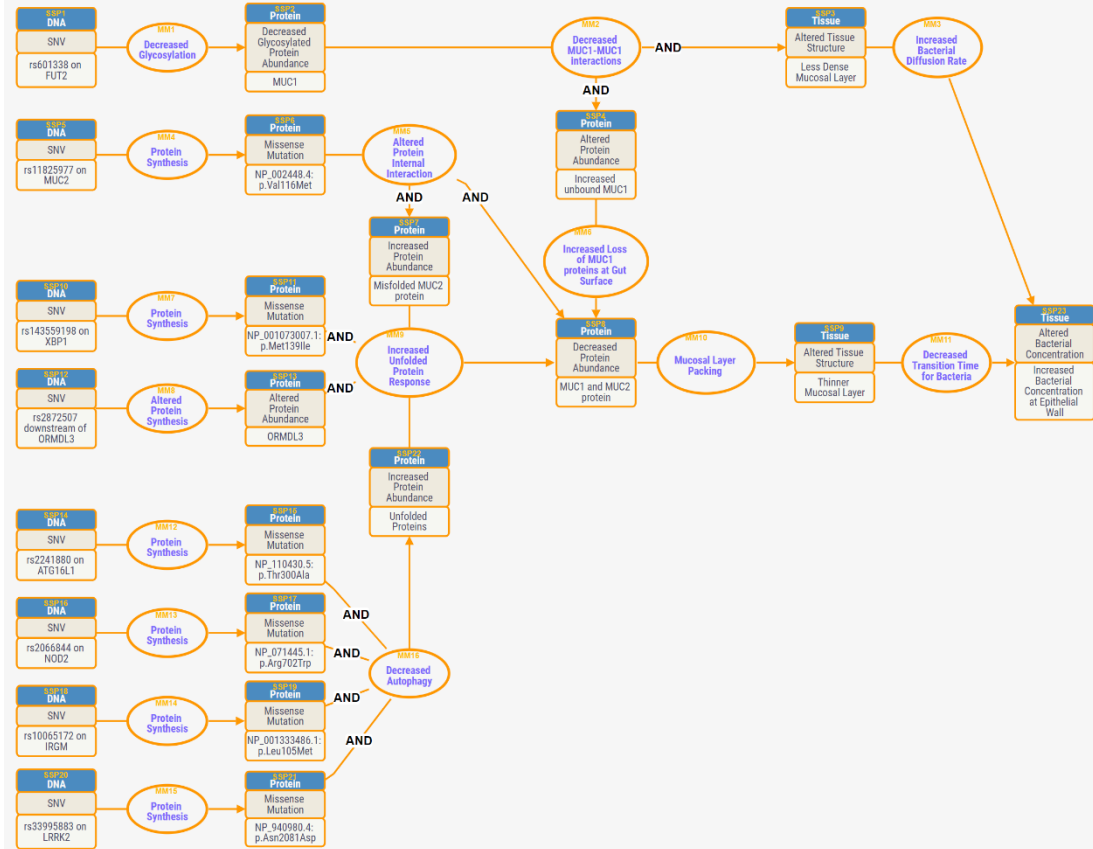 SSP1
DNA
SNV
rs601338 on
FUT2
MM1
Decreased
Glycosylation
SSP2
Protein
Decreased
Glycosylated
Protein
Abundance
MUC1
MM2
Decreased
MUC1-MUC1
Interactions
AND
SSP3
Tissue
Altered Tissue
Structure
Less Dense
Mucosal Layer
MM3
Increased
Bacterial
Diffusion Rate
AND
SSP4
Protein
Altered
Protein
Abundance
Increased
unbound MUC1
SSP5
DNA
SNV
rs11825977 on
MUC2
MM4
Protein
Synthesis
SSP6
Protein
Missense
Mutation
NP_002448.4:
p.Val116Met
MM5
Altered
Protein
Internal
Interaction
AND
AND
SSP7
Protein
Increased
Protein
Abundance
Misfolded MUC2
protein
MM6
Increased Loss
of MUC1
proteins at Gut
Surface
SSP10
DNA
SNV
rs143559198 on
XBP1
MM7
Protein
Synthesis
SSP11
Protein
Missense
Mutation
NP_001073007.1:
p.Met139Ile
AND
MM9
Increased
Unfolded
Protein
Response
SSP8
Protein
Decreased
Protein
Abundance
MUC1 and MUC2
protein
MM10
Mucosal Layer
Packing
SSP9
Tissue
Altered Tissue
Structure
Thinner
Mucosal Layer
MM11
Decreased
Transition Time
for Bacteria
SSP23
Tissue
Altered
Bacterial
Concentration
Increased
Bacterial
Concentration
at Epithelial
Wall
SSP12
DNA
SNV
rs2872507
downstream of
ORMDL3
MM8
Altered
Protein
Synthesis
SSP13
Protein
Altered
Protein
Abundance
ORMDL3
AND
SSP22
Protein
Increased
Protein
Abundance
Unfolded
Proteins
SSP14
DNA
SNV
rs2241880 on
ATG16L1
MM12
Protein
Synthesis
SSP15
Protein
Missense
Mutation
NP_110430.5:
p.Thr300Ala
AND
SSP16
DNA
SNV
rs2066844 on
NOD2
MM13
Protein
Synthesis
SSP17
Protein
Missense
Mutation
NP_071445.1:
p.Arg702Trp
AND
MM16
Decreased
Autophagy
SSP18
DNA
SNV
rs10065172 on
IRGM
MM14
Protein
Synthesis
SSP19
Protein
Missense
Mutation
NP_001333486.1:
p.Leu105Met
AND
SSP20
DNA
SNV
rs33995883 on
LRRK2
MM15
Protein
Synthesis
SSP21
Protein
Missense
Mutation
NP_940980.4:
p.Asn2081Asp
AND